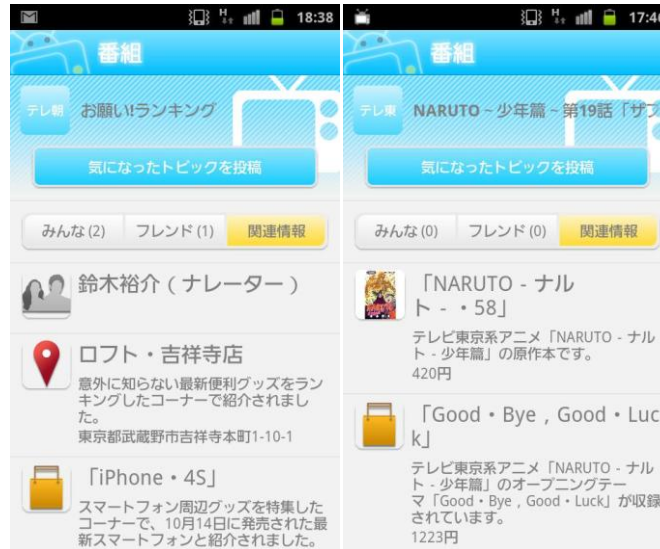 18:38
番組
テレ朝 お願い!ランキング
気になったトピックを投稿
みんな (2) フレンド (1) 関連情報
鈴木裕介 ( ナレーター )
ロフト・吉祥寺店
意外に知らない最新便利グッズをラン
キングしたコーナーで紹介されまし
た。
東京都武蔵野市吉祥寺本町1-10-1
「iPhone・4S」
スマートフォン周辺グッズを特集した
コーナーで、10月14日に発売された最
新スマートフォンと紹介されました。
H 17:46
番組
テレ東 NARUTO ~ 少年篇 ~ 第19話「ザブ
気になったトピックを投稿
みんな (0) フレンド (0) 関連情報
「NARUTO - ナル
ト - ・58」
テレビ東京系アニメ「NARUTO - ナル
ト - 少年篇」の原作本です。
420円
「Good・Bye , Good・Luc
k」
テレビ東京系アニメ「NARUTO - ナル
ト - 少年篇」のオープニングテー
マ「Good・Bye , Good・Luck」が収録
されています。
1223円